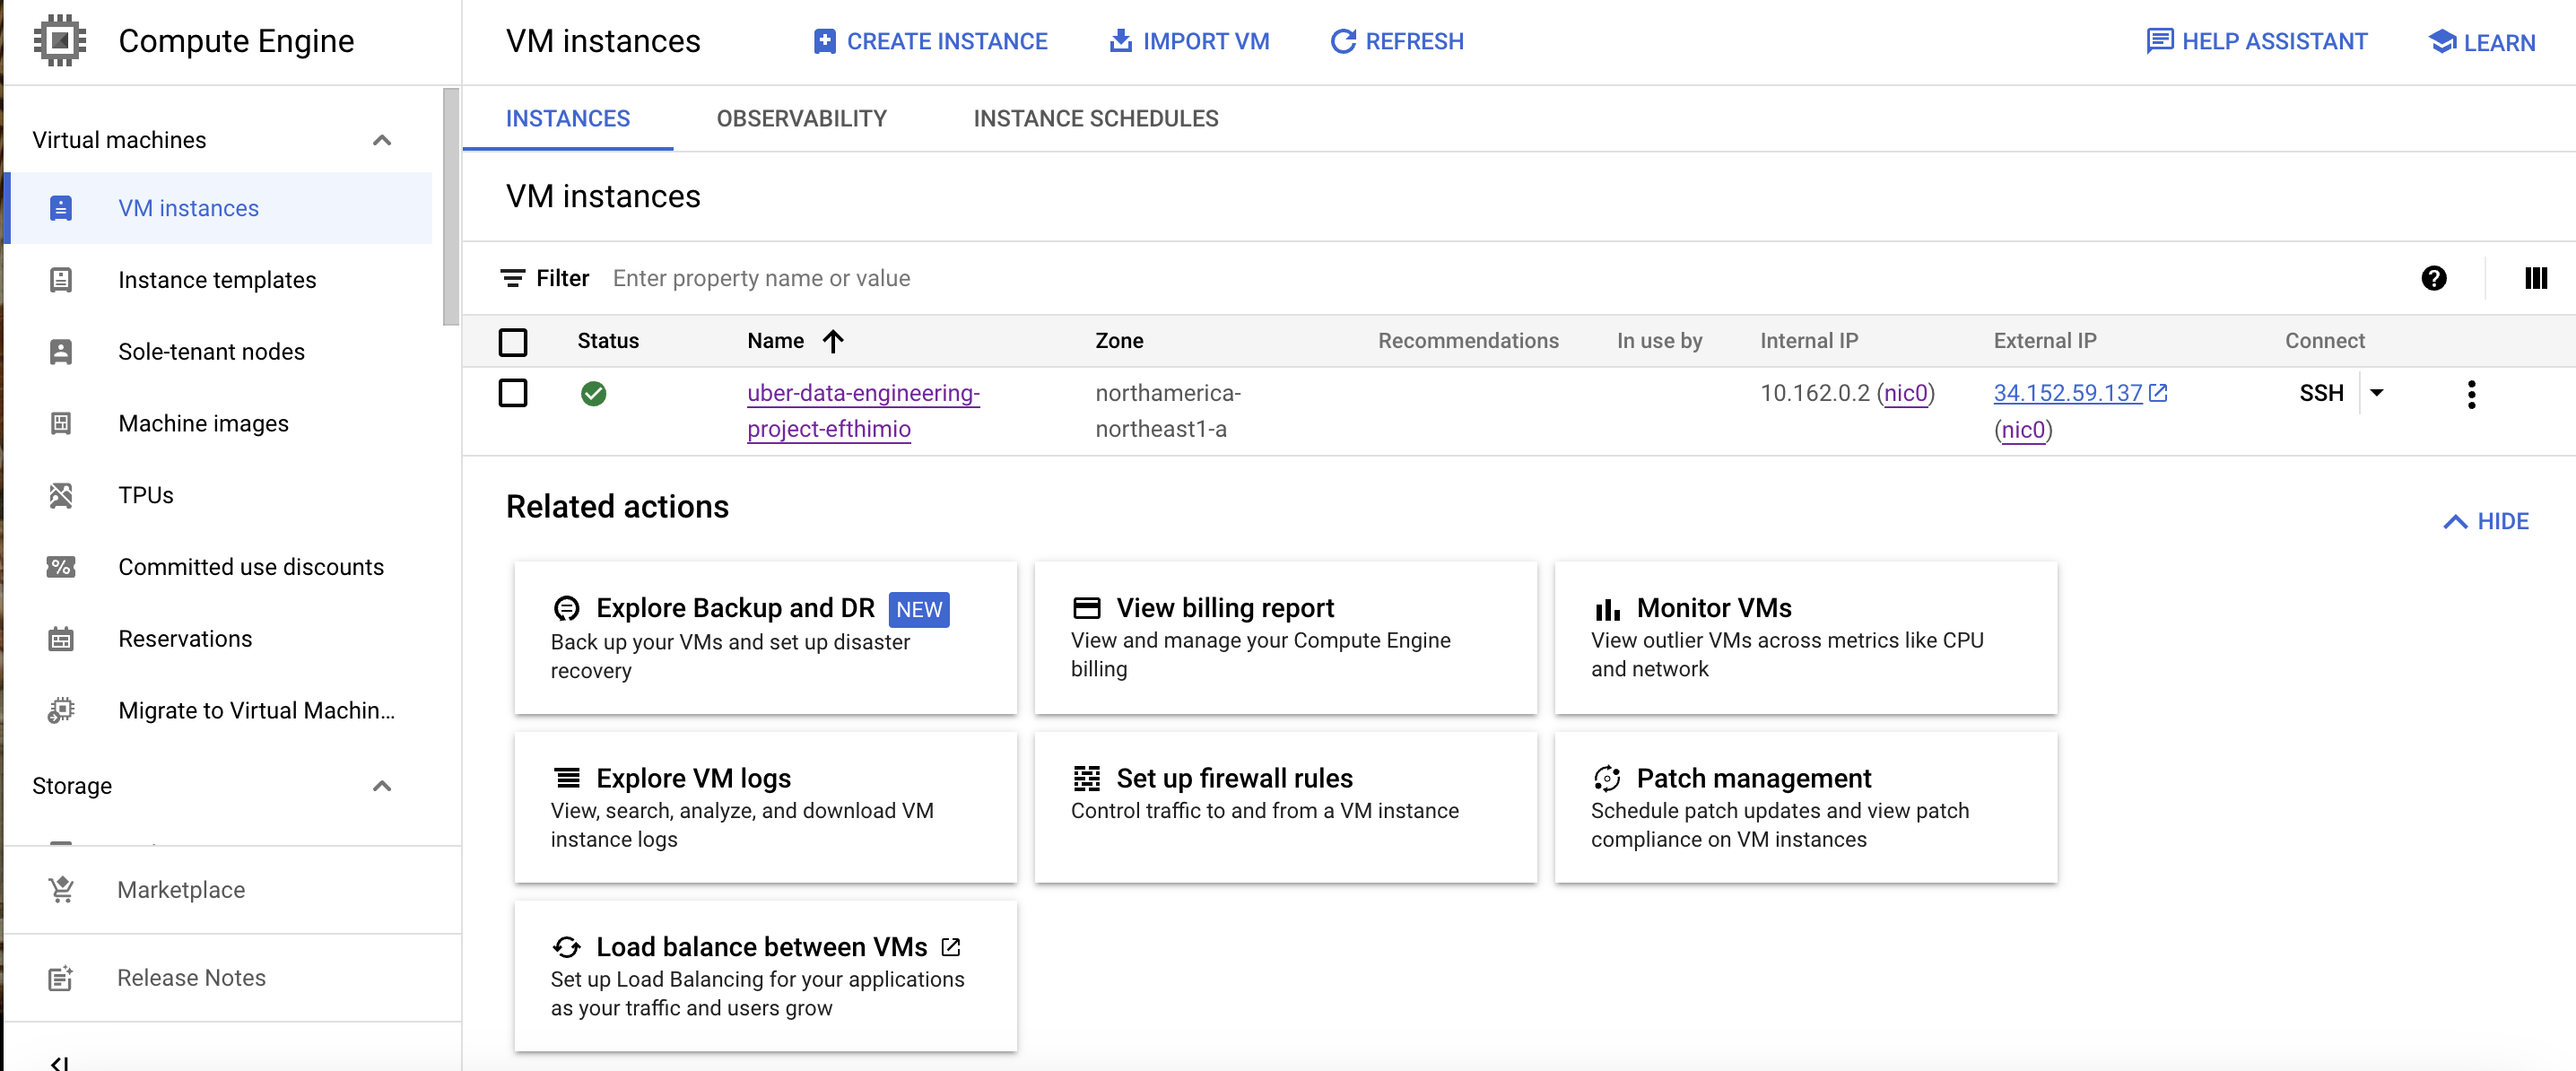 Compute Engine
VM instances
CREATE INSTANCE
IMPORT VM
REFRESH
HELP ASSISTANT
LEARN
Virtual machines
VM instances
Instance templates
Sole-tenant nodes
Machine images
TPUs
Committed use discounts
Reservations
Migrate to Virtual Machin...
Storage
Marketplace
Release Notes
INSTANCES
OBSERVABILITY
INSTANCE SCHEDULES
VM instances
Filter Enter property name or value
Status Name Zone Recommendations In use by Internal IP External IP Connect
uber-data-engineering- northamerica- 10.162.0.2 (nic0) 34.152.59.137 SSH
project-efthimio northeast1-a (nic0)
Related actions
HIDE
Explore Backup and DR NEW
Back up your VMs and set up disaster
recovery
View billing report
View and manage your Compute Engine
billing
Monitor VMs
View outlier VMs across metrics like CPU
and network
Explore VM logs
View, search, analyze, and download VM
instance logs
Set up firewall rules
Control traffic to and from a VM instance
Patch management
Schedule patch updates and view patch
compliance on VM instances
Load balance between VMs
Set up Load Balancing for your applications
as your traffic and users grow